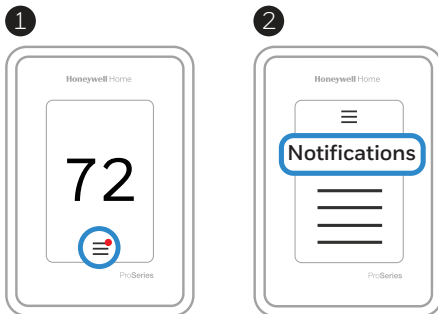 1
Honeywell Home
72
ProSeries
2
Honeywell Home
Notifications
ProSeries